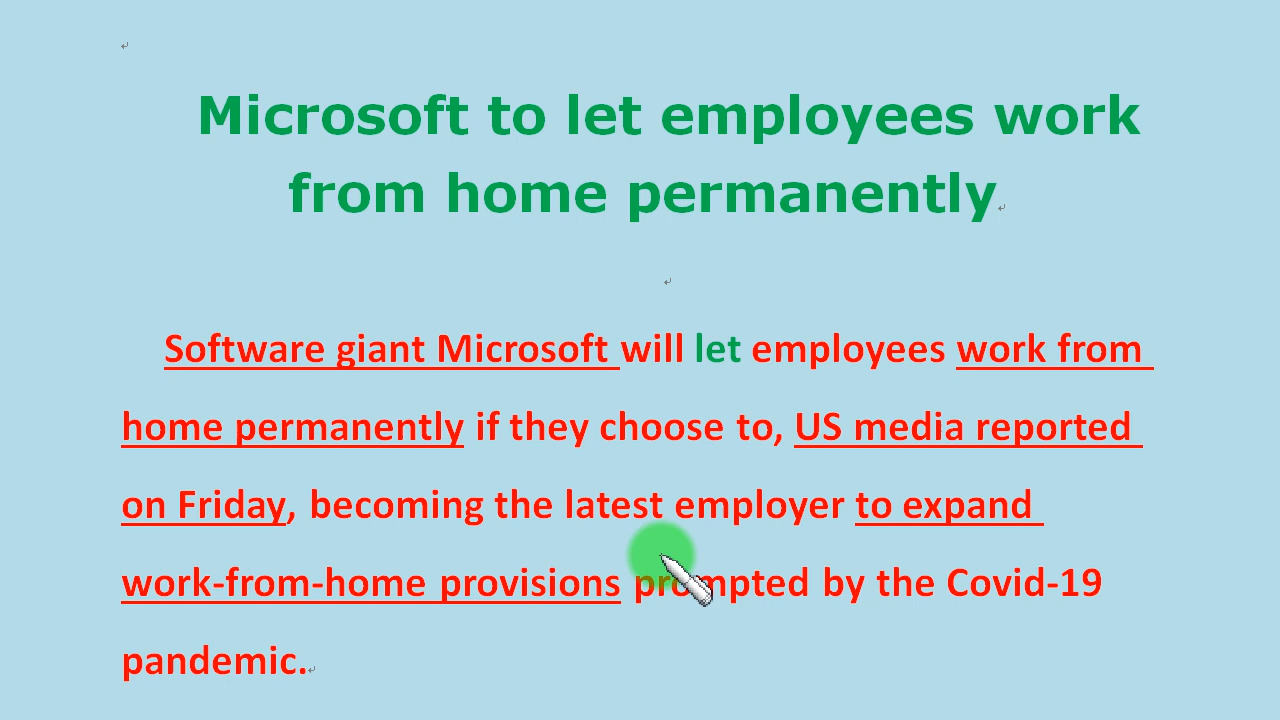 Microsoft to let employees work
from home permanently
Software giant Microsoft will let employees work from
home permanently if they choose to, US media reported
on Friday, becoming the latest employer to expand
work-from-home provisions prompted by the Covid-19
pandemic.